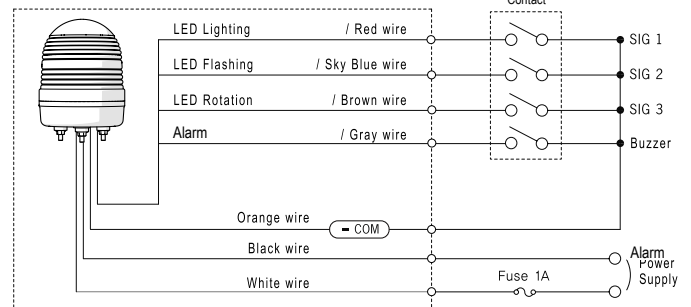 Contact
LED Lighting / Red wire SIG 1
LED Flashing / Sky Blue wire SIG 2
LED Rotation / Brown wire SIG 3
Alarm / Gray wire Buzzer
Orange wire - COM
Black wire Alarm
Power
White wire Fuse 1A Supply